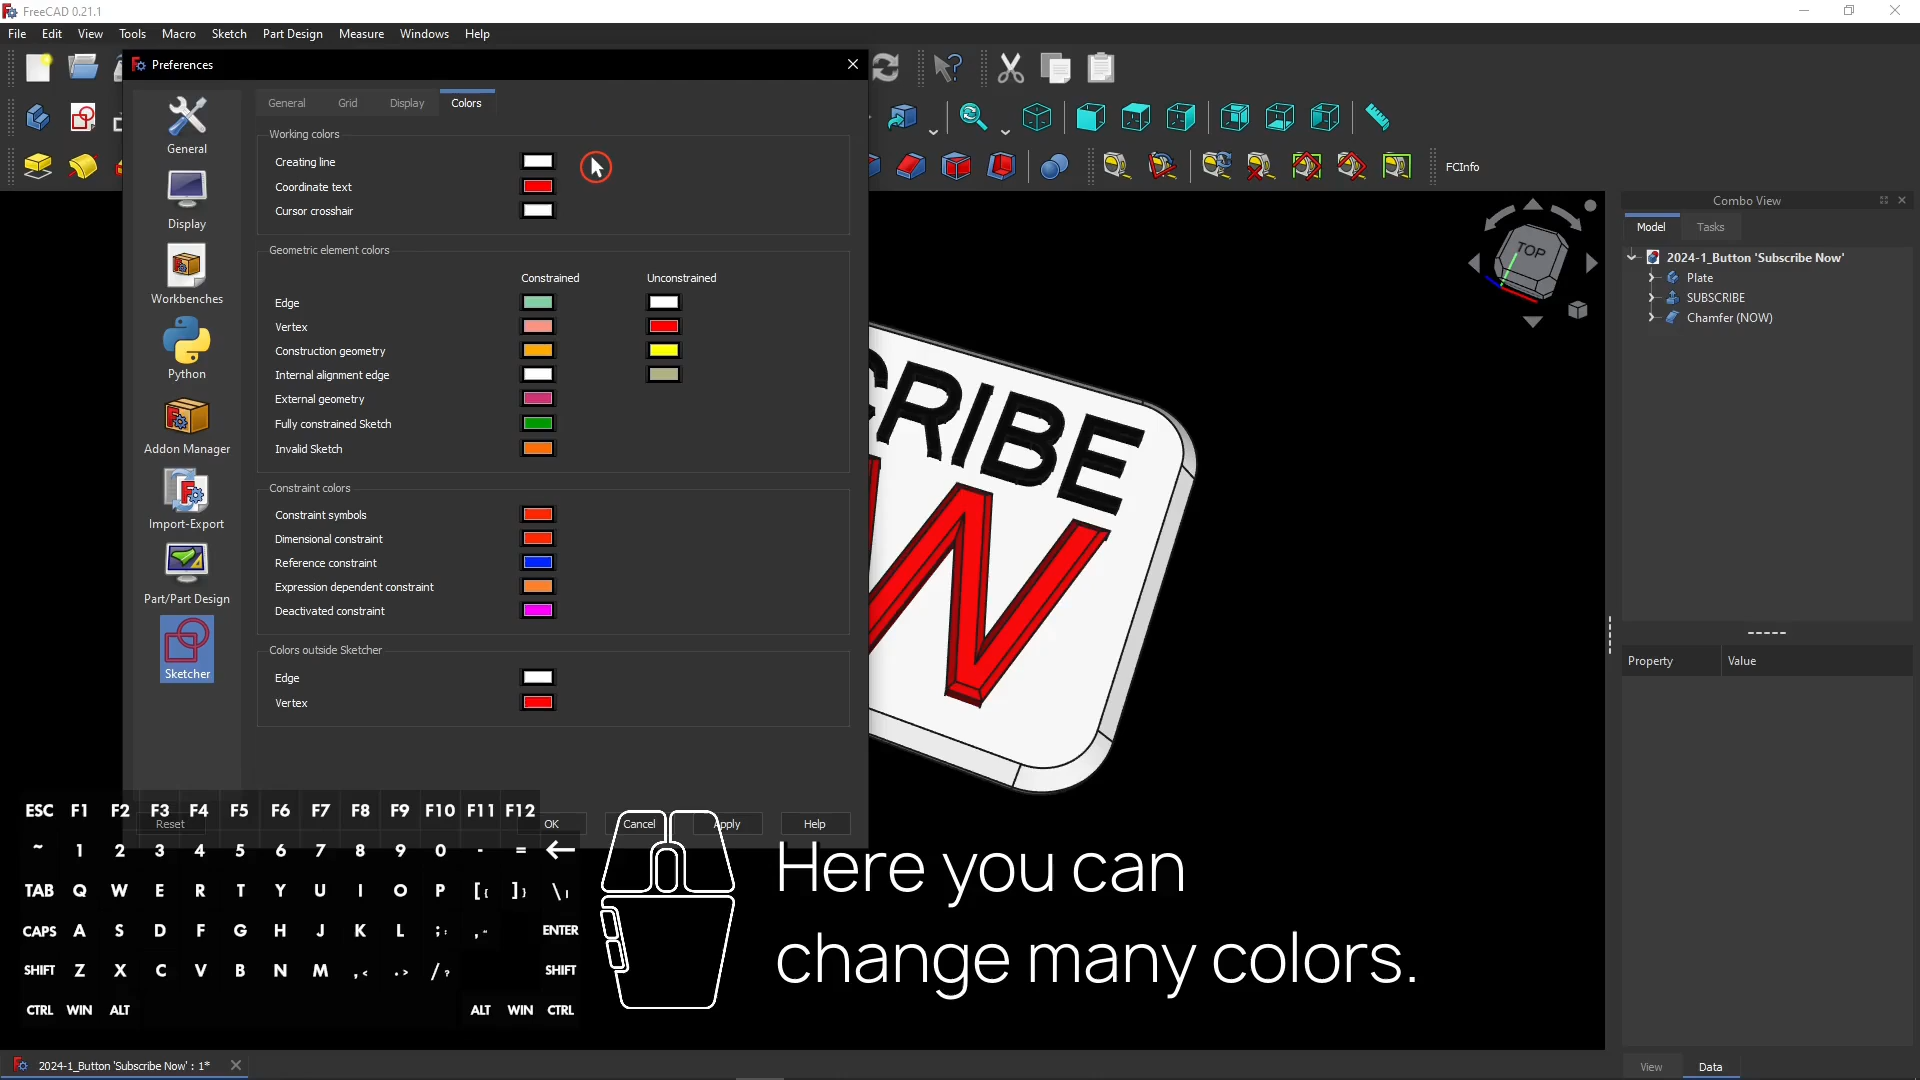 FreeCAD 0.21.1
File Edit View Tools Macro Sketch Part Design Measure Windows Help
Preferences
General Grid Display Colors
FCInfo
General
Display
Workbenches
Python
Addon Manager
Import-Export
Part/Part Design
Sketcher
Working colors
Creating line
Coordinate text
Cursor crosshair
Geometric element colors
Constrained Unconstrained
Edge
Vertex
Construction geometry
Internal alignment edge
External geometry
Fully constrained Sketch
Invalid Sketch
Constraint colors
Constraint symbols
Dimensional constraint
Reference constraint
Expression dependent constraint
Deactivated constraint
Colors outside Sketcher
Edge
Vertex
Reset OK Cancel Apply Help
TOP
CRIBE
W
Combo View
Model Tasks
2024-1_Button 'Subscribe Now'
Plate
SUBSCRIBE
Chamfer (NOW)
Property Value
ESC F1 F2 F3 F4 F5 F6 F7 F8 F9 F10 F11 F12
~ 1 2 3 4 5 6 7 8 9 0 - = ←
TAB Q W E R T Y U I O P [{ ]} \|
CAPS A S D F G H J K L ;: ," ENTER
SHIFT Z X C V B N M ,< .> /? SHIFT
CTRL WIN ALT ALT WIN CTRL
Here you can
change many colors.
2024-1_Button 'Subscribe Now' : 1*
View Data